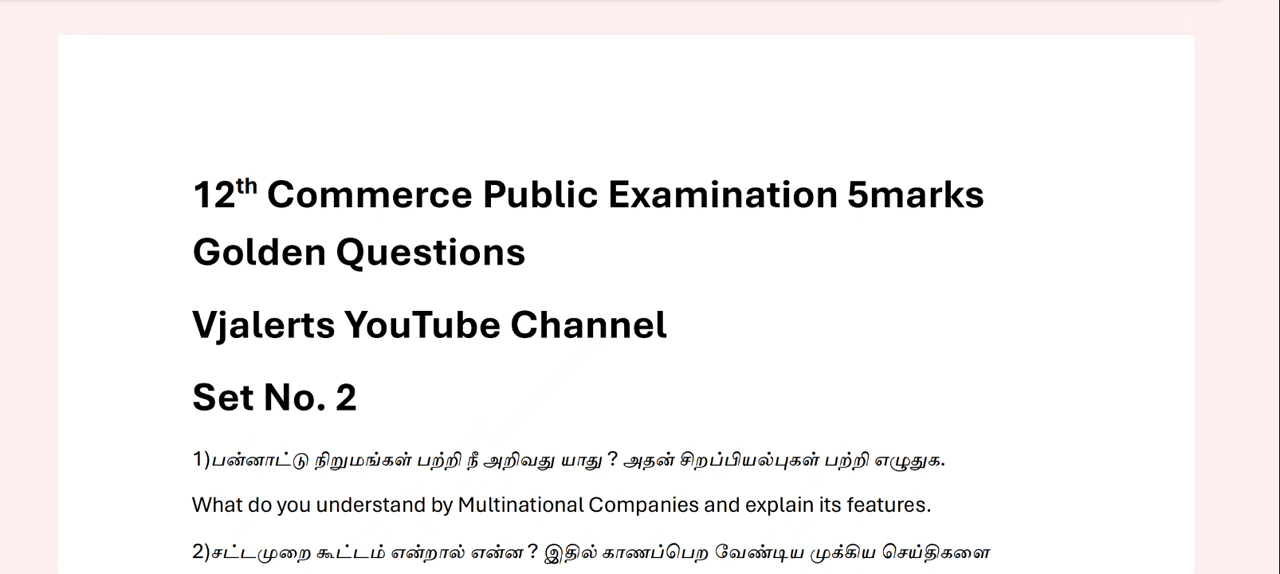 12th Commerce Public Examination 5marks
Golden Questions
Vjalerts YouTube Channel
Set No. 2
1)பன்னாட்டு நிறுமங்கள் பற்றி நீ அறிவது யாது ? அதன் சிறப்பியல்புகள் பற்றி எழுதுக.
What do you understand by Multinational Companies and explain its features.
2)சட்டமுறை கூட்டம் என்றால் என்ன ? இதில் காணப்பெற வேண்டிய முக்கிய செய்திகளை